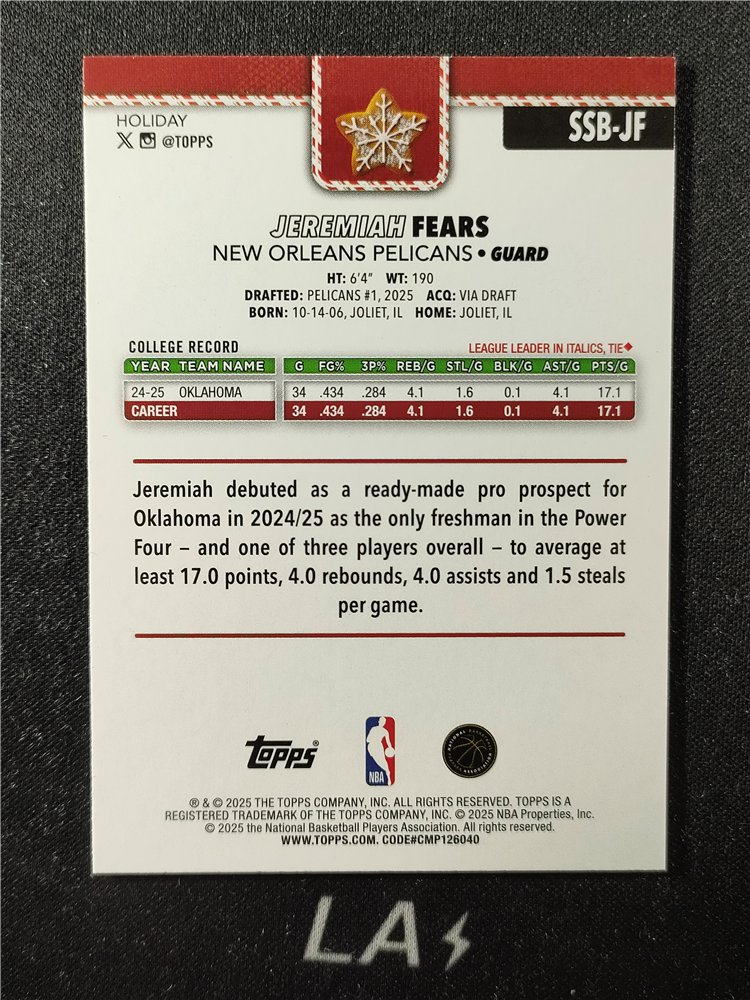 HOLIDAY
@TOPPS
SSB-JF
JEREMIAH FEARS
NEW ORLEANS PELICANS • GUARD
HT: 6'4" WT: 190
DRAFTED: PELICANS #1, 2025 ACQ: VIA DRAFT
BORN: 10-14-06, JOLIET, IL HOME: JOLIET, IL
COLLEGE RECORD LEAGUE LEADER IN ITALICS, TIE◆
YEAR TEAM NAME G FG% 3P% REB/G STL/G BLK/G AST/G PTS/G
24-25 OKLAHOMA 34 .434 .284 4.1 1.6 0.1 4.1 17.1
CAREER 34 .434 .284 4.1 1.6 0.1 4.1 17.1
Jeremiah debuted as a ready-made pro prospect for
Oklahoma in 2024/25 as the only freshman in the Power
Four – and one of three players overall – to average at
least 17.0 points, 4.0 rebounds, 4.0 assists and 1.5 steals
per game.
Topps®
NBA
® & © 2025 THE TOPPS COMPANY, INC. ALL RIGHTS RESERVED. TOPPS IS A
REGISTERED TRADEMARK OF THE TOPPS COMPANY, INC. © 2025 NBA Properties, Inc.
© 2025 the National Basketball Players Association. All rights reserved.
WWW.TOPPS.COM. CODE#CMP126040
LA